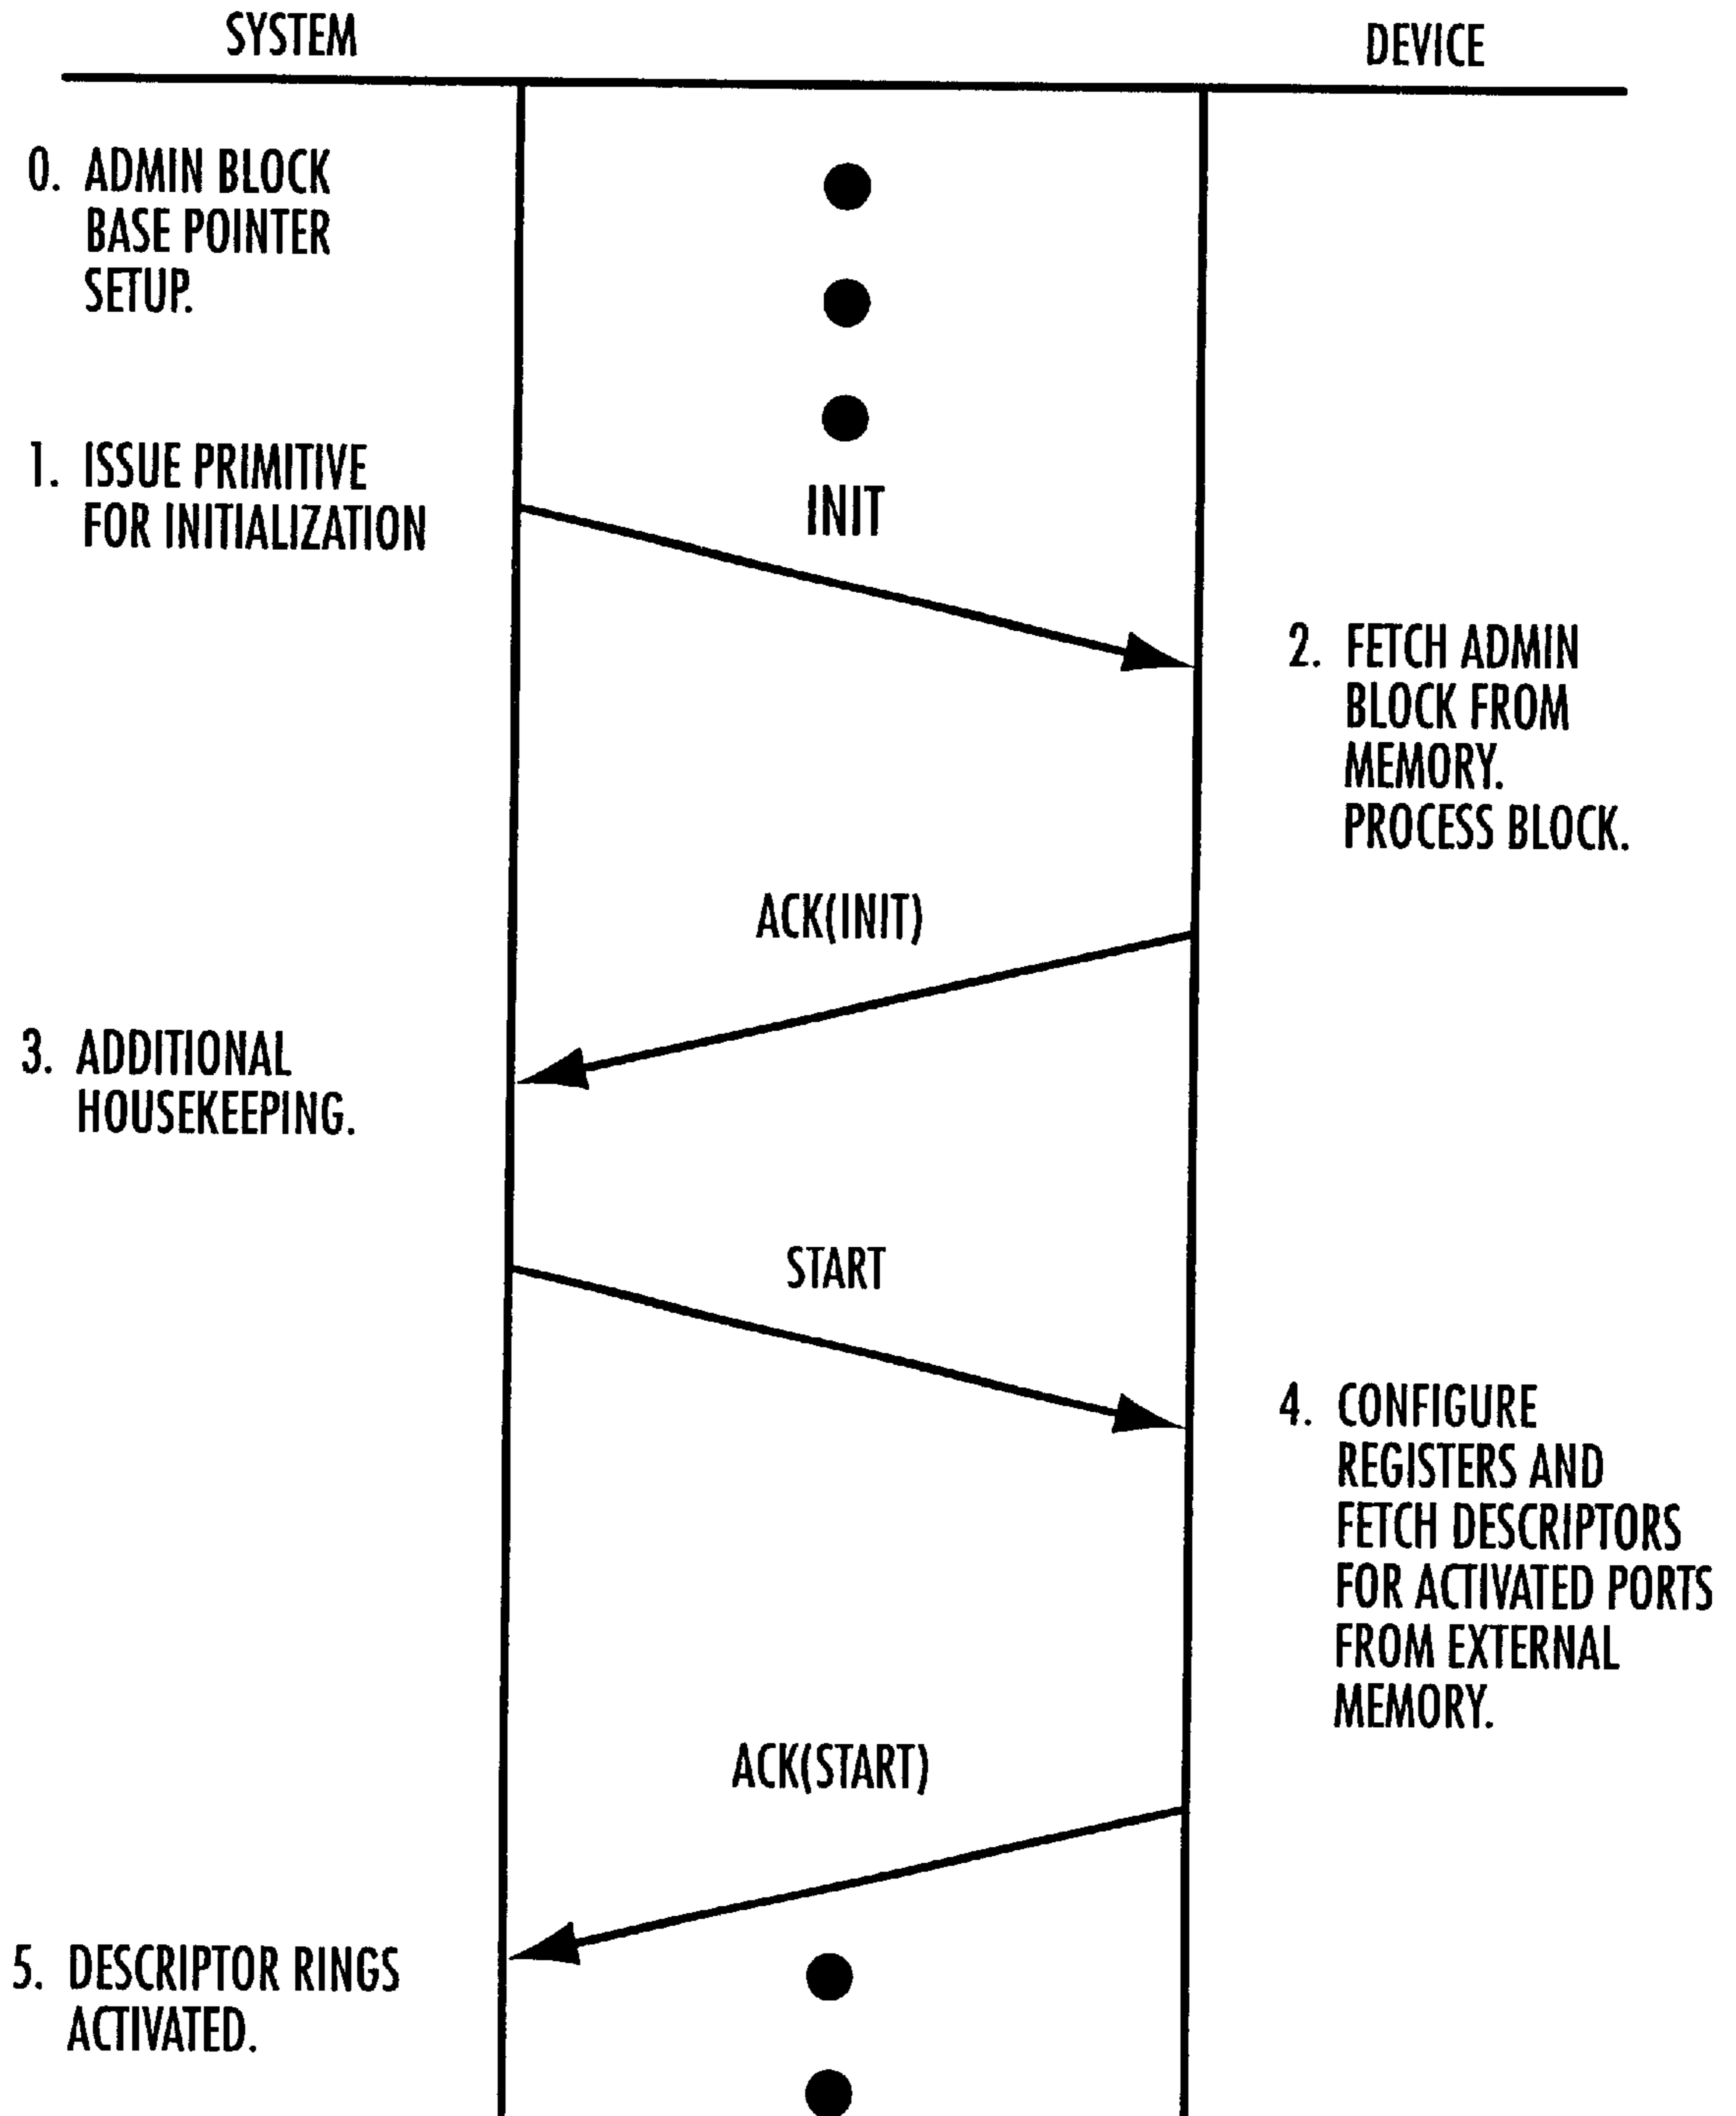 SYSTEM
DEVICE
0. ADMIN BLOCK
BASE POINTER
SETUP.
1. ISSUE PRIMITIVE
FOR INITIALIZATION
INIT
2. FETCH ADMIN
BLOCK FROM
MEMORY.
PROCESS BLOCK.
ACK(INIT)
3. ADDITIONAL
HOUSEKEEPING.
START
4. CONFIGURE
REGISTERS AND
FETCH DESCRIPTORS
FOR ACTIVATED PORTS
FROM EXTERNAL
MEMORY.
ACK(START)
5. DESCRIPTOR RINGS
ACTIVATED.